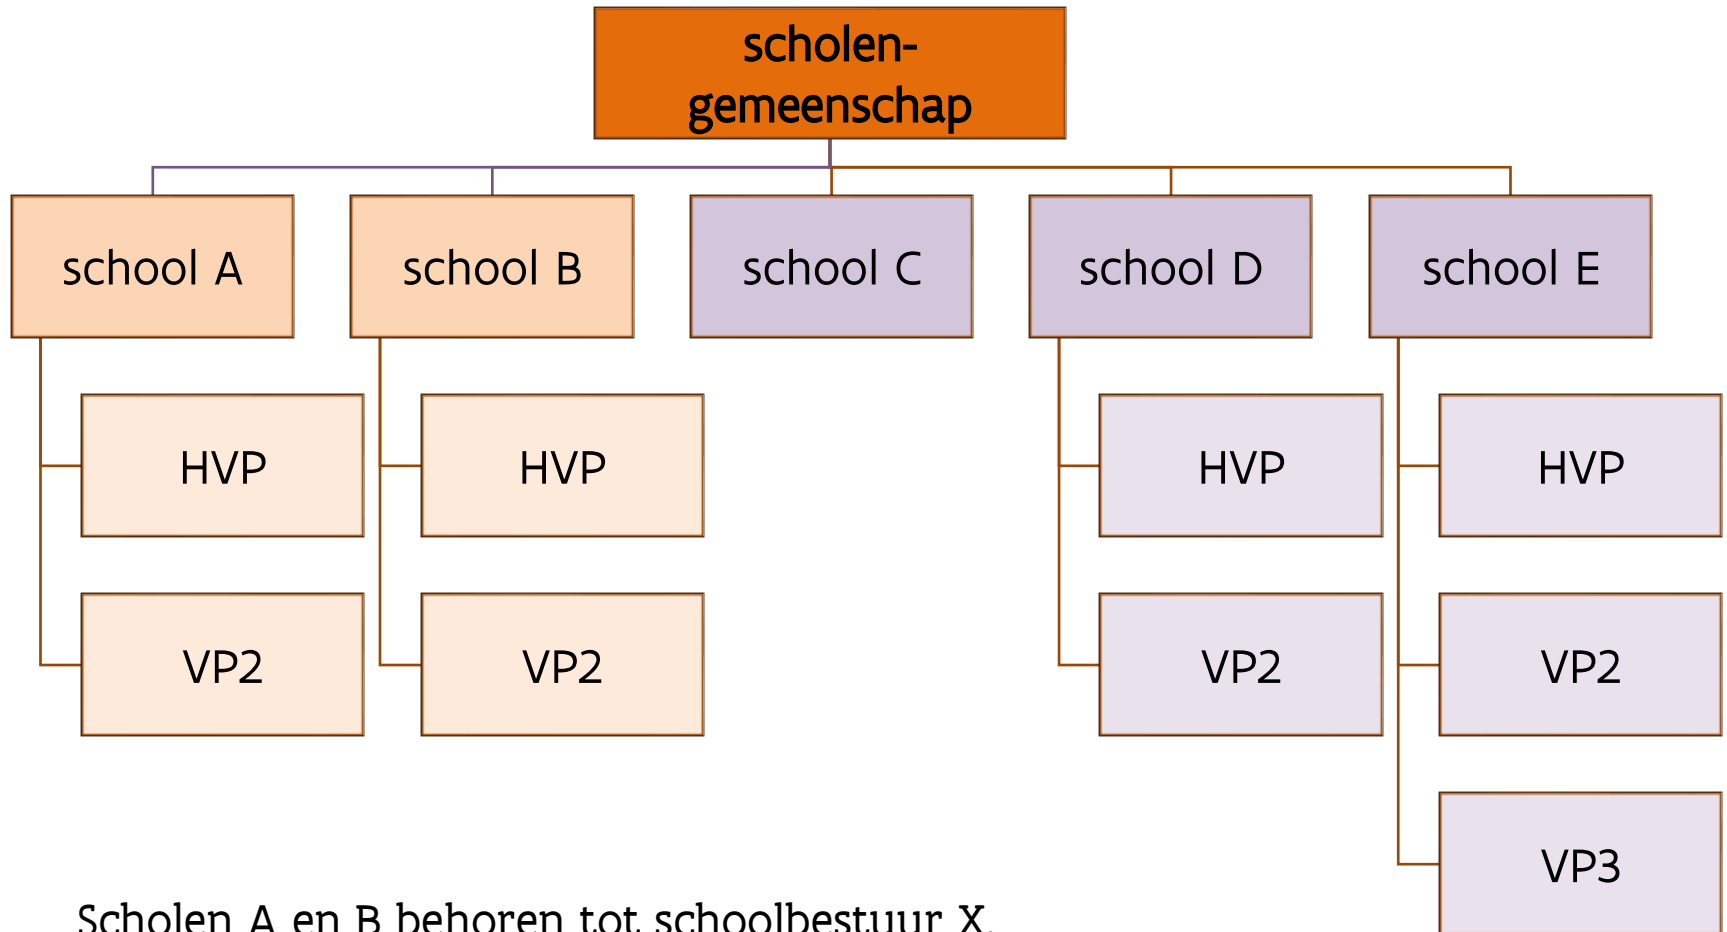 scholen-
gemeenschap
school A
school B
school C
school D
school E
HVP
HVP
HVP
HVP
VP2
VP2
VP2
VP2
VP3
Scholen A en B behoren tot schoolbestuur X.